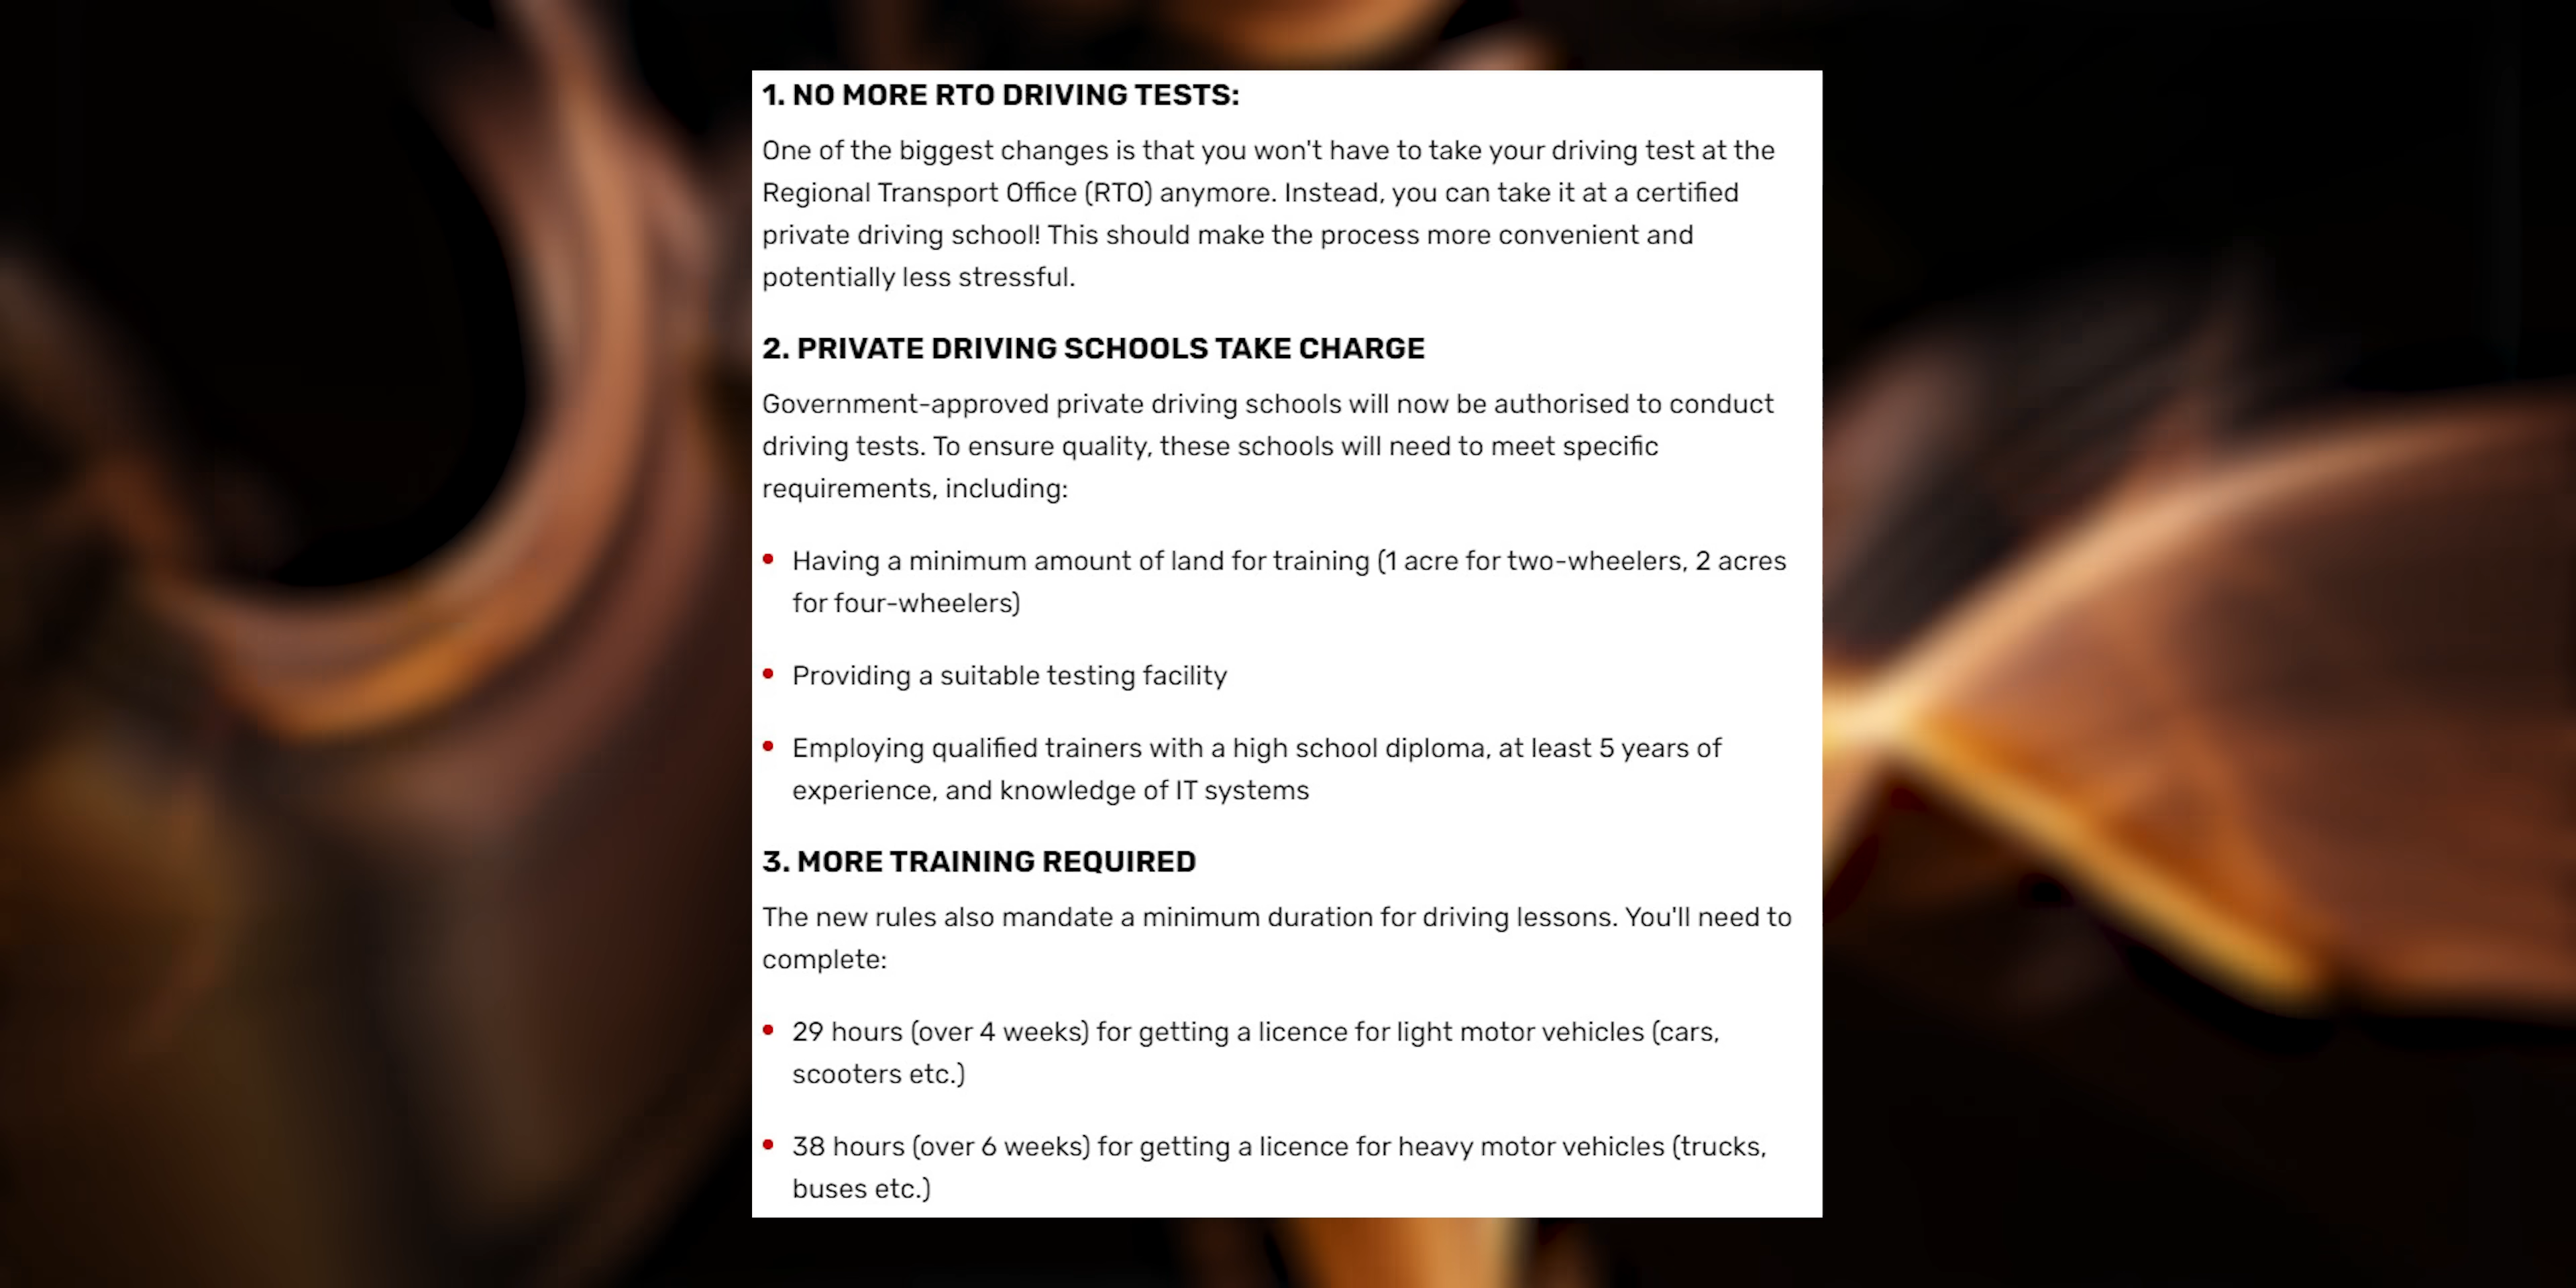 1. NO MORE RTO DRIVING TESTS:
One of the biggest changes is that you won't have to take your driving test at the
Regional Transport Office (RTO) anymore. Instead, you can take it at a certified
private driving school! This should make the process more convenient and
potentially less stressful.
2. PRIVATE DRIVING SCHOOLS TAKE CHARGE
Government-approved private driving schools will now be authorised to conduct
driving tests. To ensure quality, these schools will need to meet specific
requirements, including:
• Having a minimum amount of land for training (1 acre for two-wheelers, 2 acres
for four-wheelers)
• Providing a suitable testing facility
• Employing qualified trainers with a high school diploma, at least 5 years of
experience, and knowledge of IT systems
3. MORE TRAINING REQUIRED
The new rules also mandate a minimum duration for driving lessons. You'll need to
complete:
• 29 hours (over 4 weeks) for getting a licence for light motor vehicles (cars,
scooters etc.)
• 38 hours (over 6 weeks) for getting a licence for heavy motor vehicles (trucks,
buses etc.)